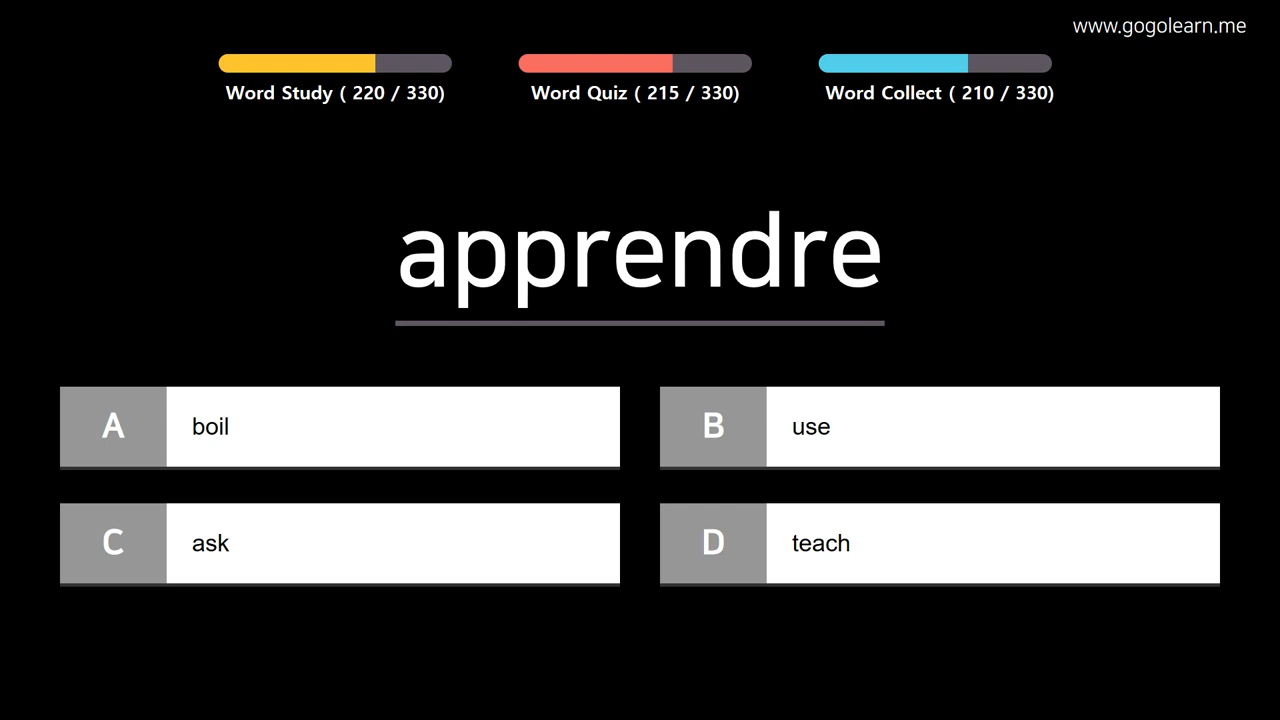 www.gogolearn.me
Word Study ( 220 / 330)
Word Quiz ( 215 / 330)
Word Collect ( 210 / 330)
apprendre
A boil
B use
C ask
D teach